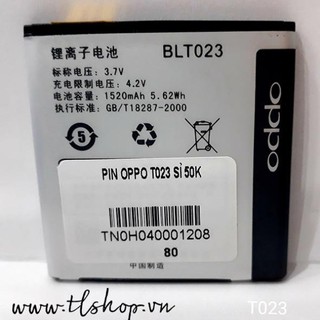 锂离子电池 BLT023
标称电压: 3.7V
充电限制电压: 4.2V
电池容量: 1520mAh 5.62Wh
执行标准: GB/T18287-2000
5
oppo
PIN OPPO T023 Sỉ 50K
TN0H040001208
80
中国制造
www.tlshop.vn
T023